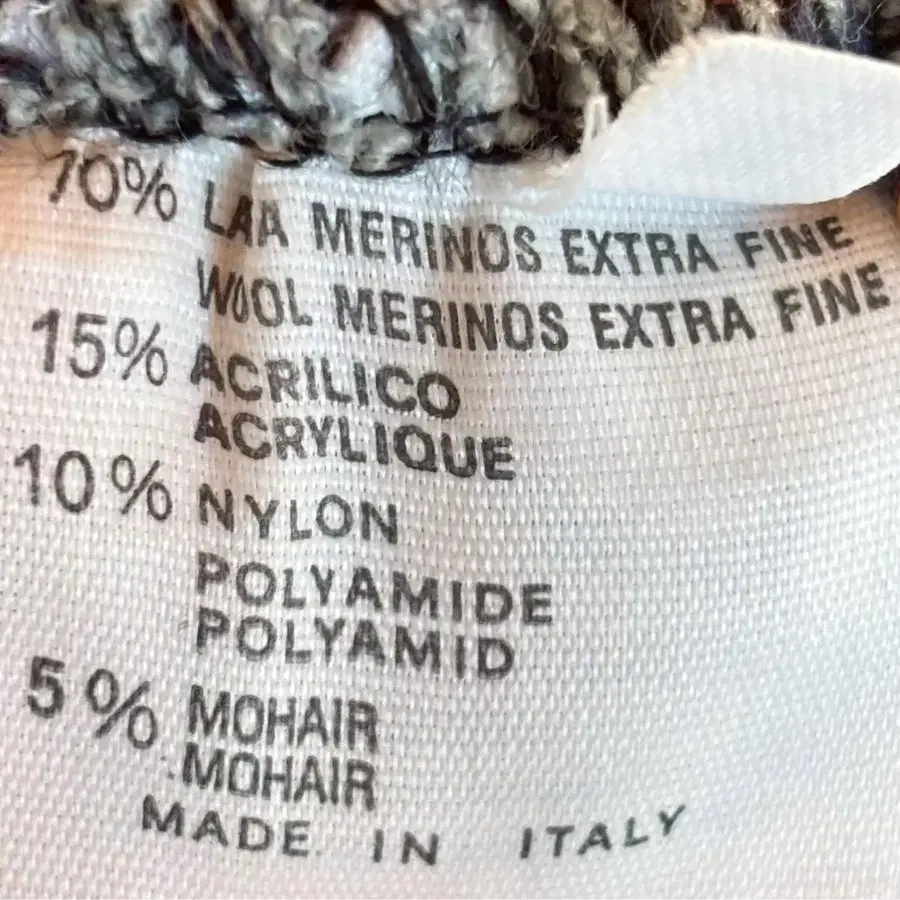 70% LAA MERINOS EXTRA FINE
WOOL MERINOS EXTRA FINE
15% ACRILICO
ACRYLIQUE
10% NYLON
POLYAMIDE
POLYAMID
5% MOHAIR
MOHAIR
MADE IN ITALY